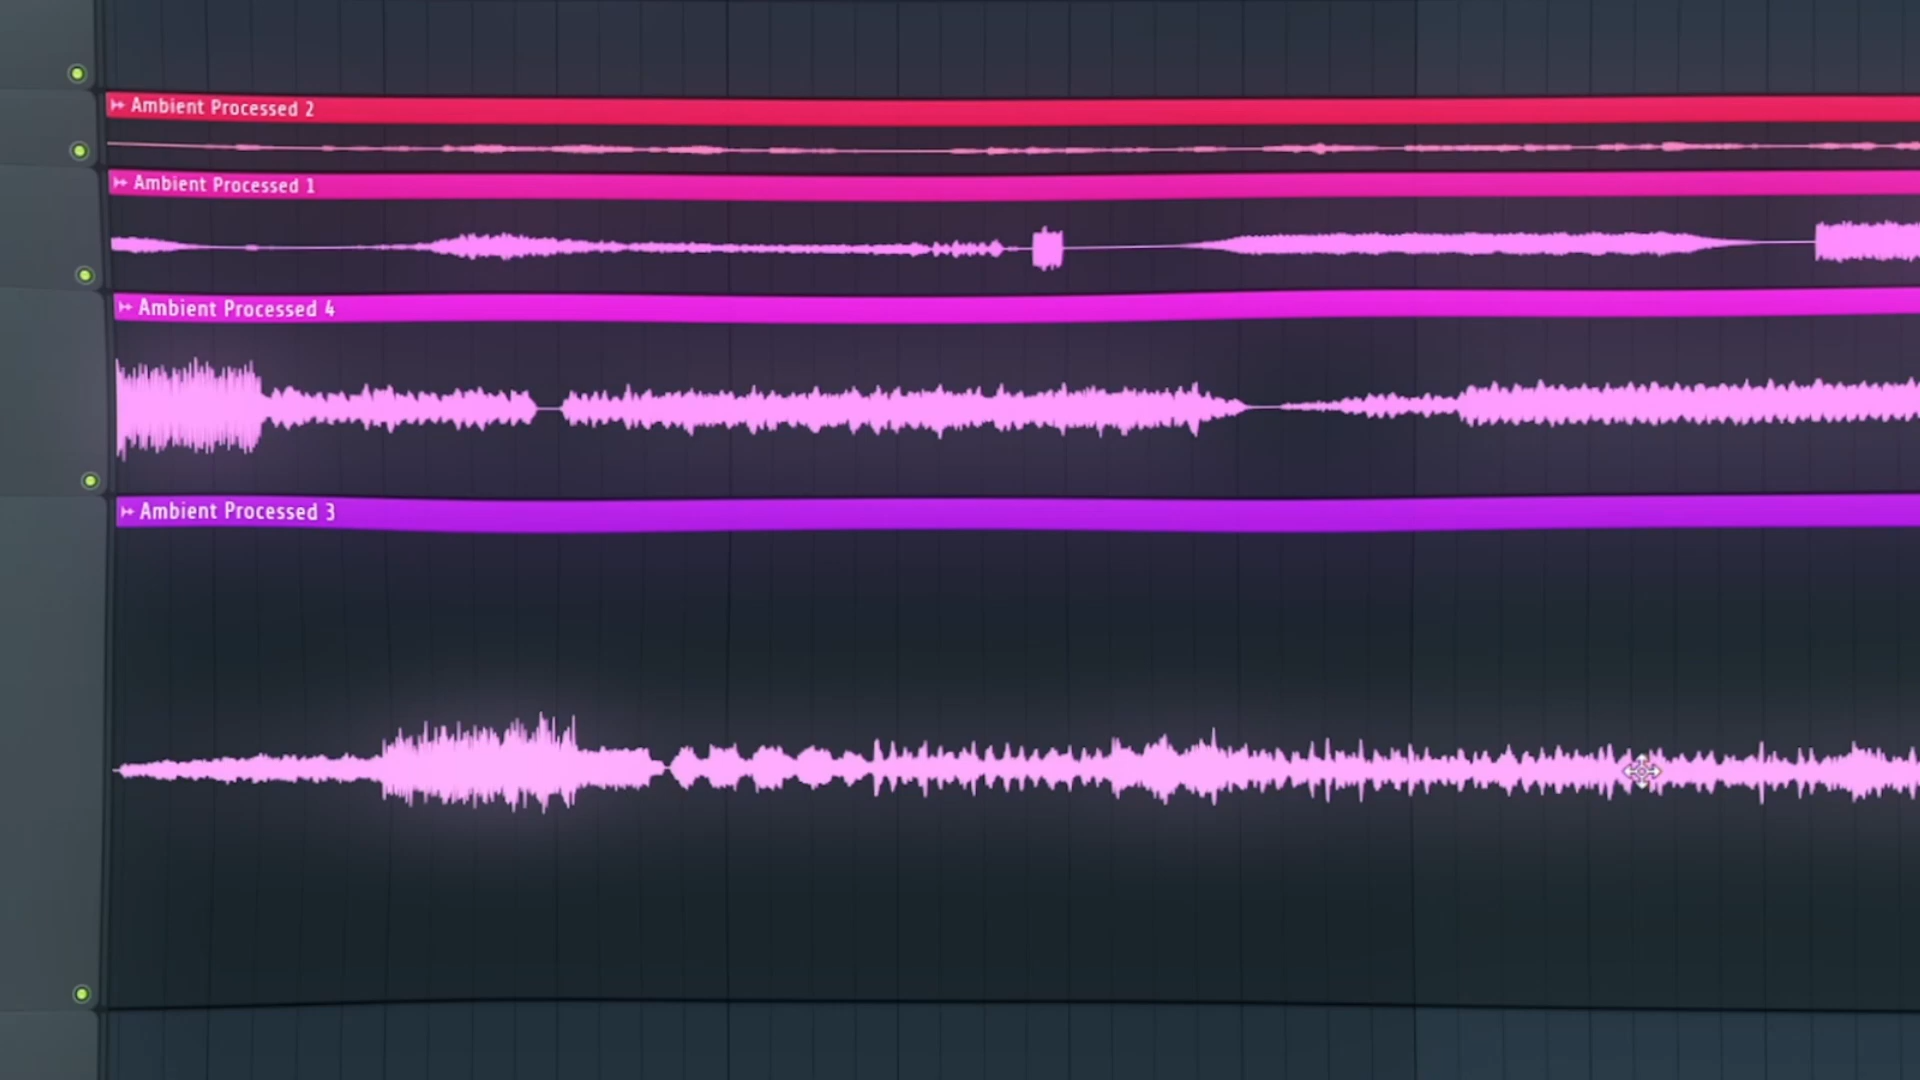 Ambient Processed 2
Ambient Processed 1
Ambient Processed 4
Ambient Processed 3